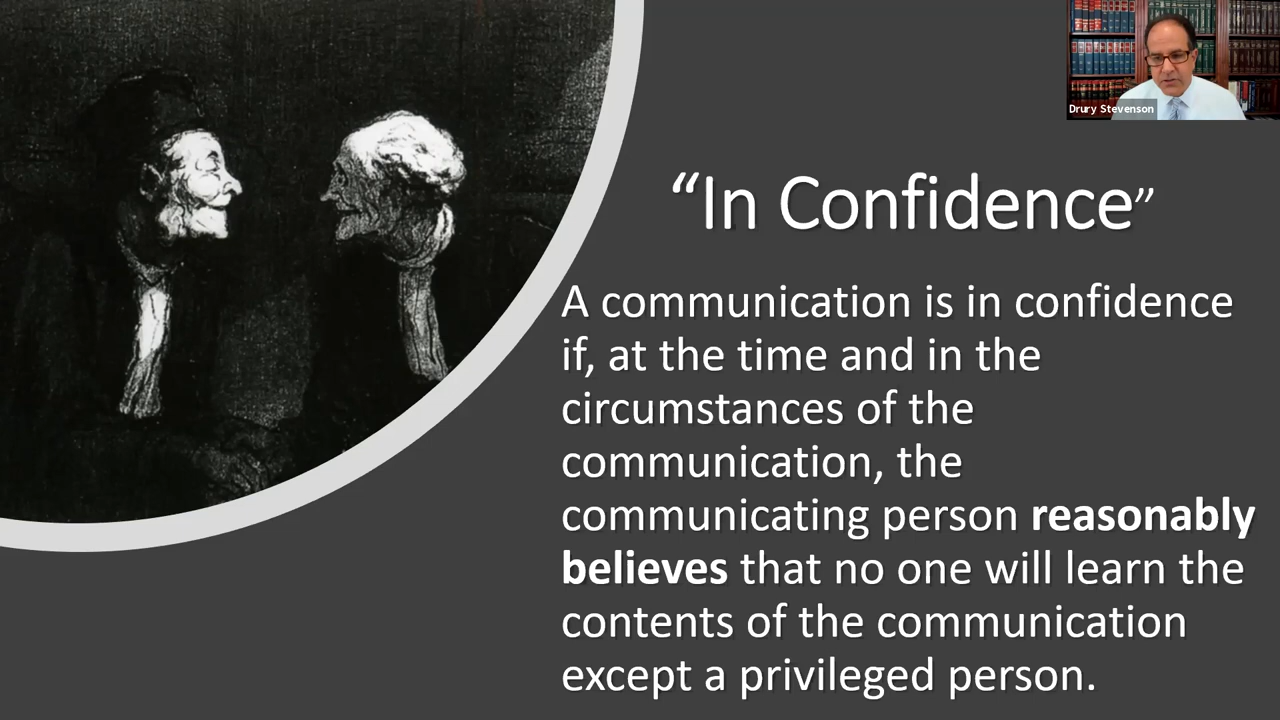 Drury Stevenson
“In Confidence”
A communication is in confidence
if, at the time and in the
circumstances of the
communication, the
communicating person reasonably
believes that no one will learn the
contents of the communication
except a privileged person.